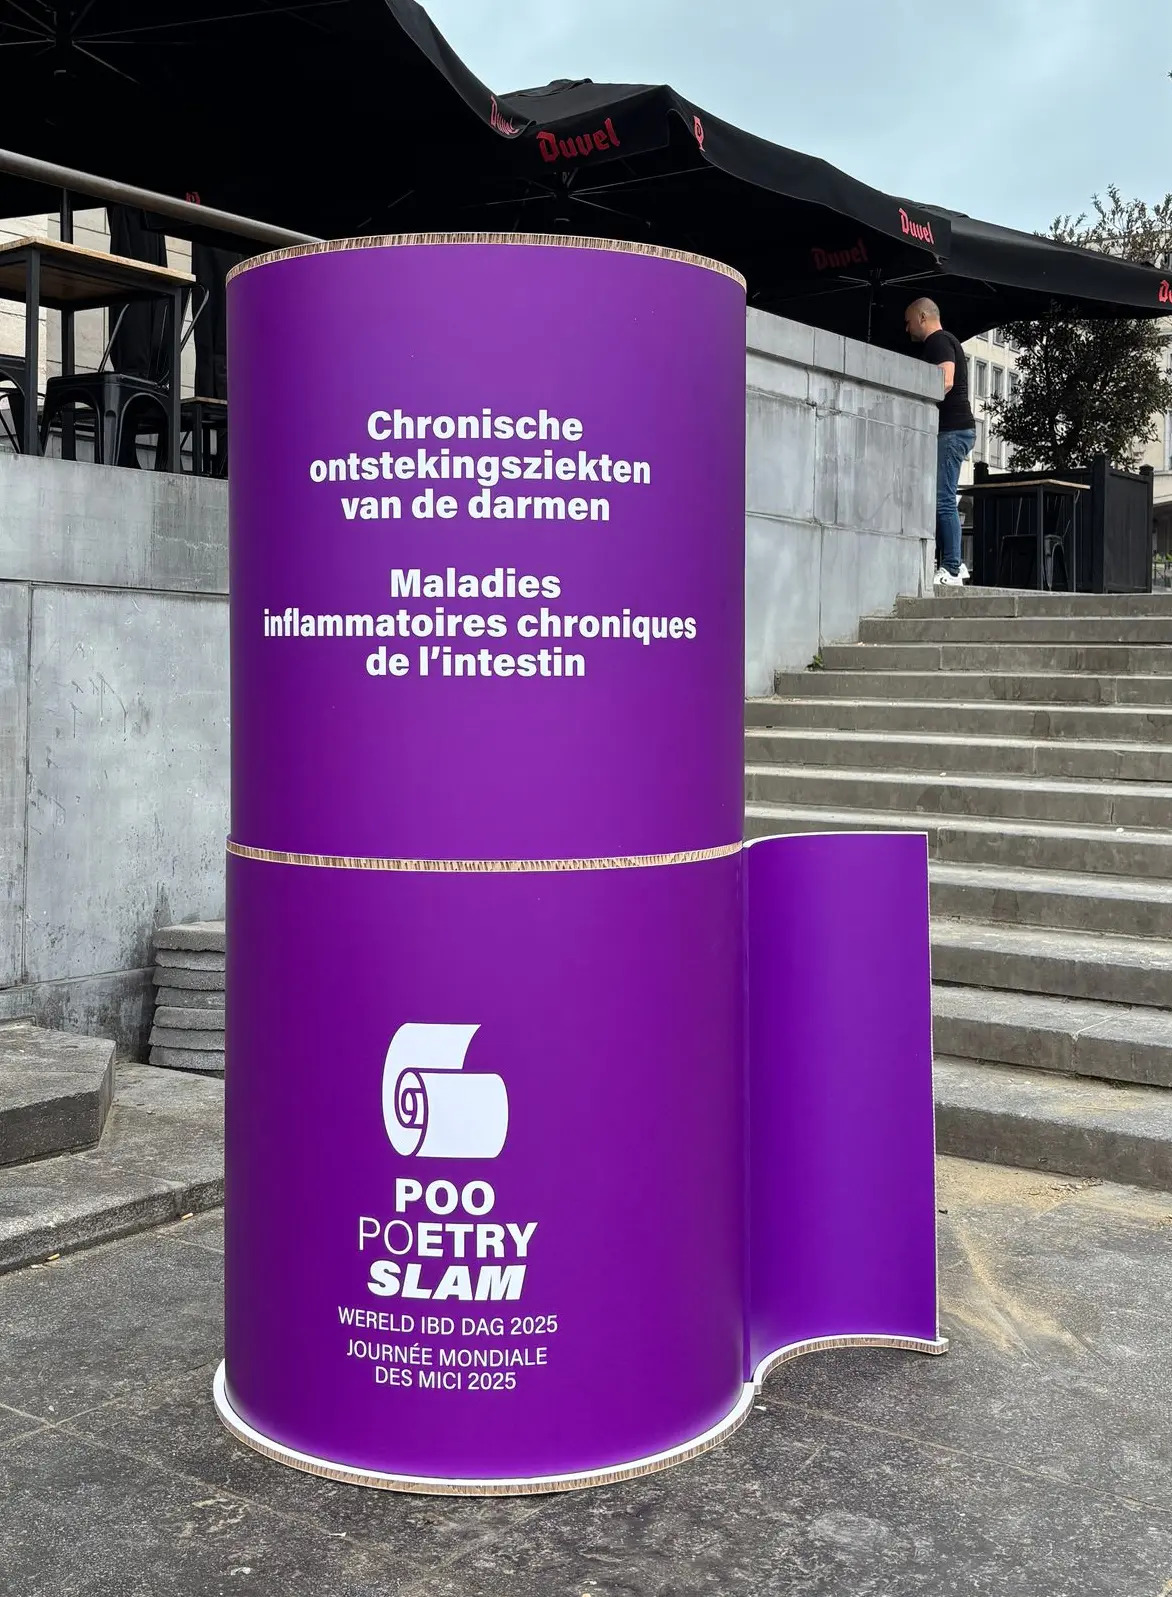 Duvel
Duvel
Duvel
Duvel
Chronische
ontstekingsziekten
van de darmen
Maladies
inflammatoires chroniques
de l'intestin
POO
POETRY
SLAM
WERELD IBD DAG 2025
JOURNÉE MONDIALE
DES MICI 2025